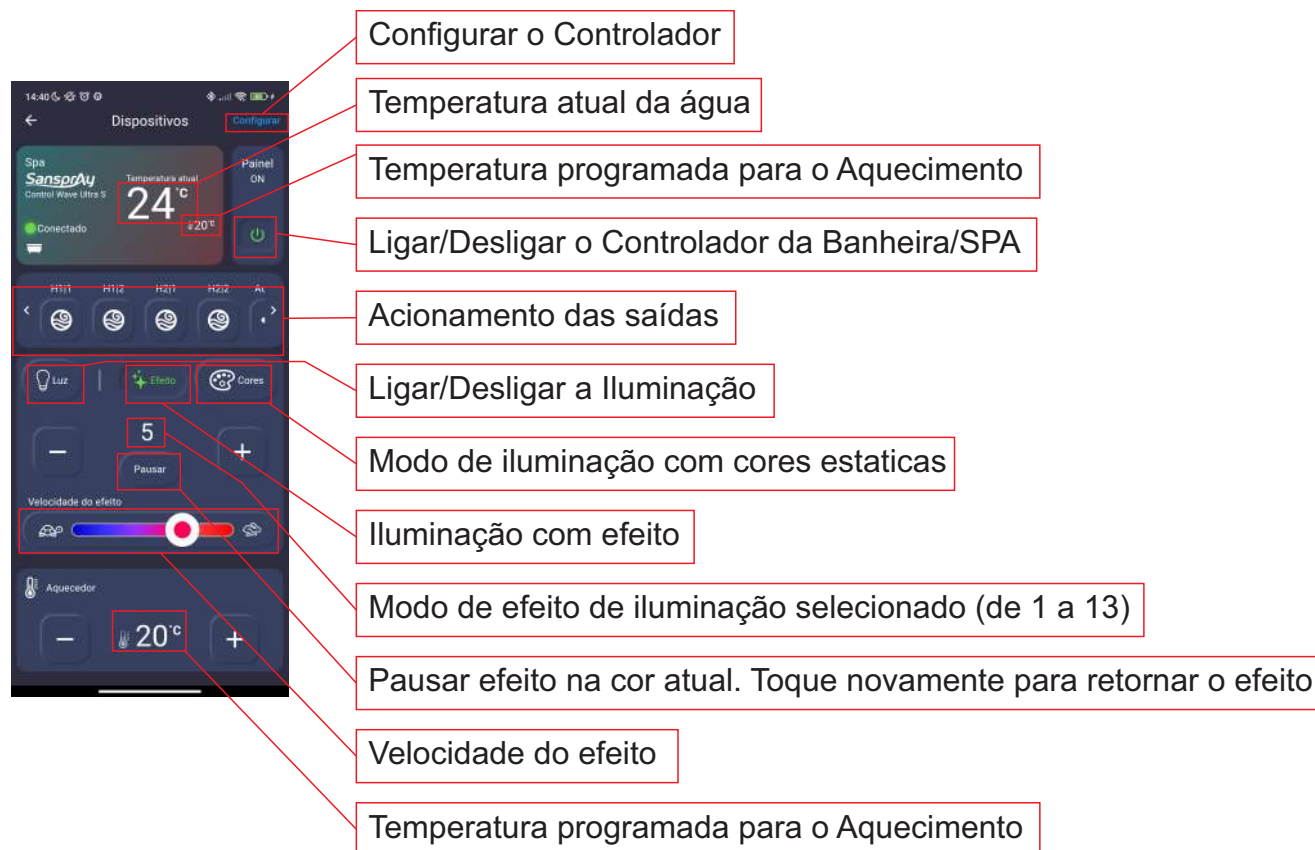 Configurar o Controlador
Temperatura atual da água
Temperatura programada para o Aquecimento
Ligar/Desligar o Controlador da Banheira/SPA
Acionamento das saídas
Ligar/Desligar a Iluminação
Modo de iluminação com cores estaticas
Iluminação com efeito
Modo de efeito de iluminação selecionado (de 1 a 13)
Pausar efeito na cor atual. Toque novamente para retornar o efeito
Velocidade do efeito
Temperatura programada para o Aquecimento
14:40
Dispositivos
Configurar
Spa
SansprAy
Control Wave Ultra S
Temperatura atual
24°C
20°C
Conectado
Painel
ON
H1|1 H1|2 H2|1 H2|2
Luz | Efeito Cores
5
− +
Pausar
Velocidade do efeito
Aquecedor
− 20°C +